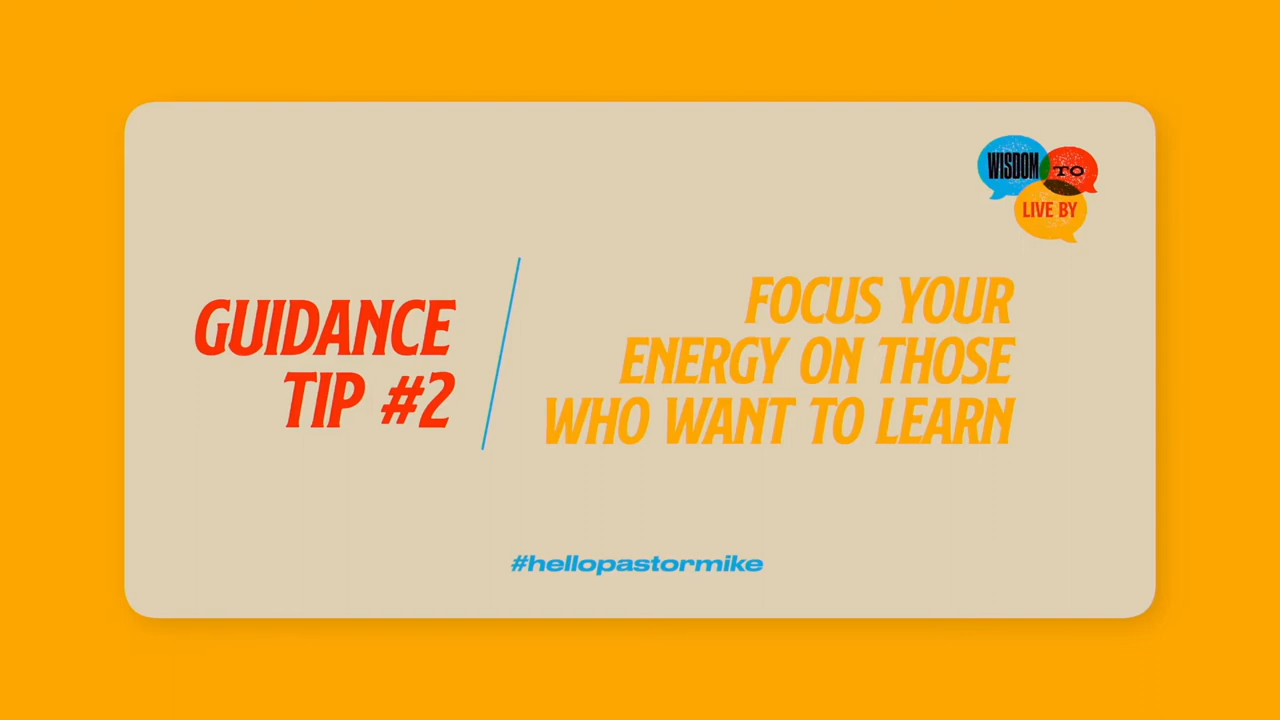 WISDOM TO
LIVE BY
GUIDANCE
TIP #2
FOCUS YOUR
ENERGY ON THOSE
WHO WANT TO LEARN
#hellopastormike